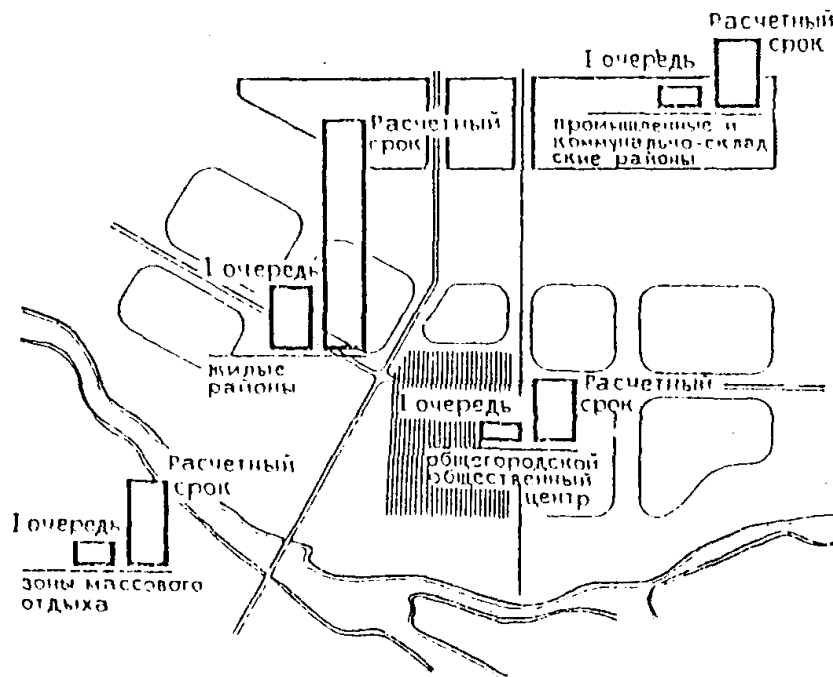 Расчетный
срок
I очередь
промышленные и
коммунально-склад
ские районы
Расчетный
срок
I очередь
жилые
районы
Расчетный
срок
I очередь
общегородской
общественный
центр
Расчетный
срок
I очередь
зоны массового
отдыха